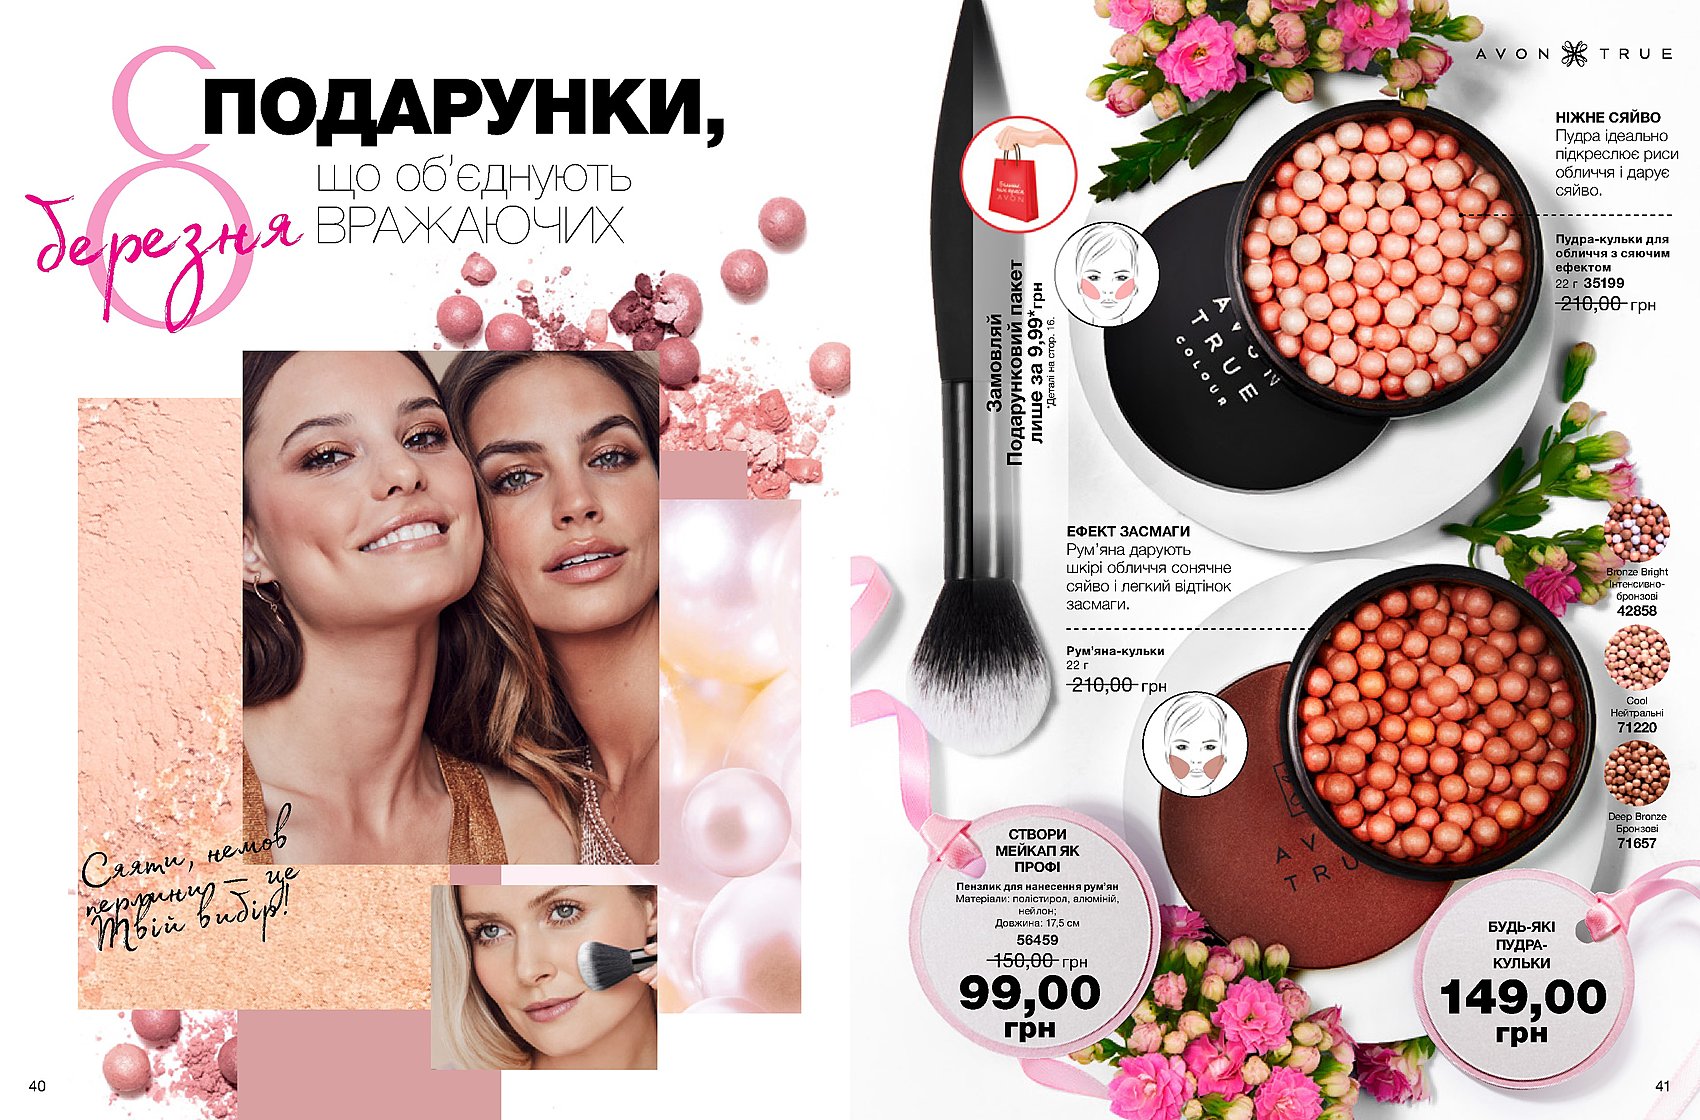 8
березня
ПОДАРУНКИ,
що об'єднують
ВРАЖАЮЧИХ
Сяяти, немов
перлини, – це
Твій вибір!
40
AVON TRUE
НІЖНЕ СЯЙВО
Пудра ідеально
підкреслює риси
обличчя і дарує
сяйво.
Пудра-кульки для
обличчя з сяючим
ефектом
22 г 35199
210,00 грн
AVON
Замовляй
Подарунковий пакет
лише за 9,99* грн
*Деталі на стор. 16.
AVON
TRUE
COLOUR
ЕФЕКТ ЗАСМАГИ
Рум'яна дарують
шкірі обличчя сонячне
сяйво і легкий відтінок
засмаги.
Рум'яна-кульки
22 г
210,00 грн
Bronze Bright
Інтенсивно-
бронзові
42858
Cool
Нейтральні
71220
Deep Bronze
Бронзові
71657
AVO
TRU
СТВОРИ
МЕЙКАП ЯК
ПРОФІ
Пензлик для нанесення рум'ян
Матеріали: полістирол, алюміній,
нейлон;
Довжина: 17,5 см
56459
150,00 грн
99,00
грн
БУДЬ-ЯКІ
ПУДРА-
КУЛЬКИ
149,00
грн
41